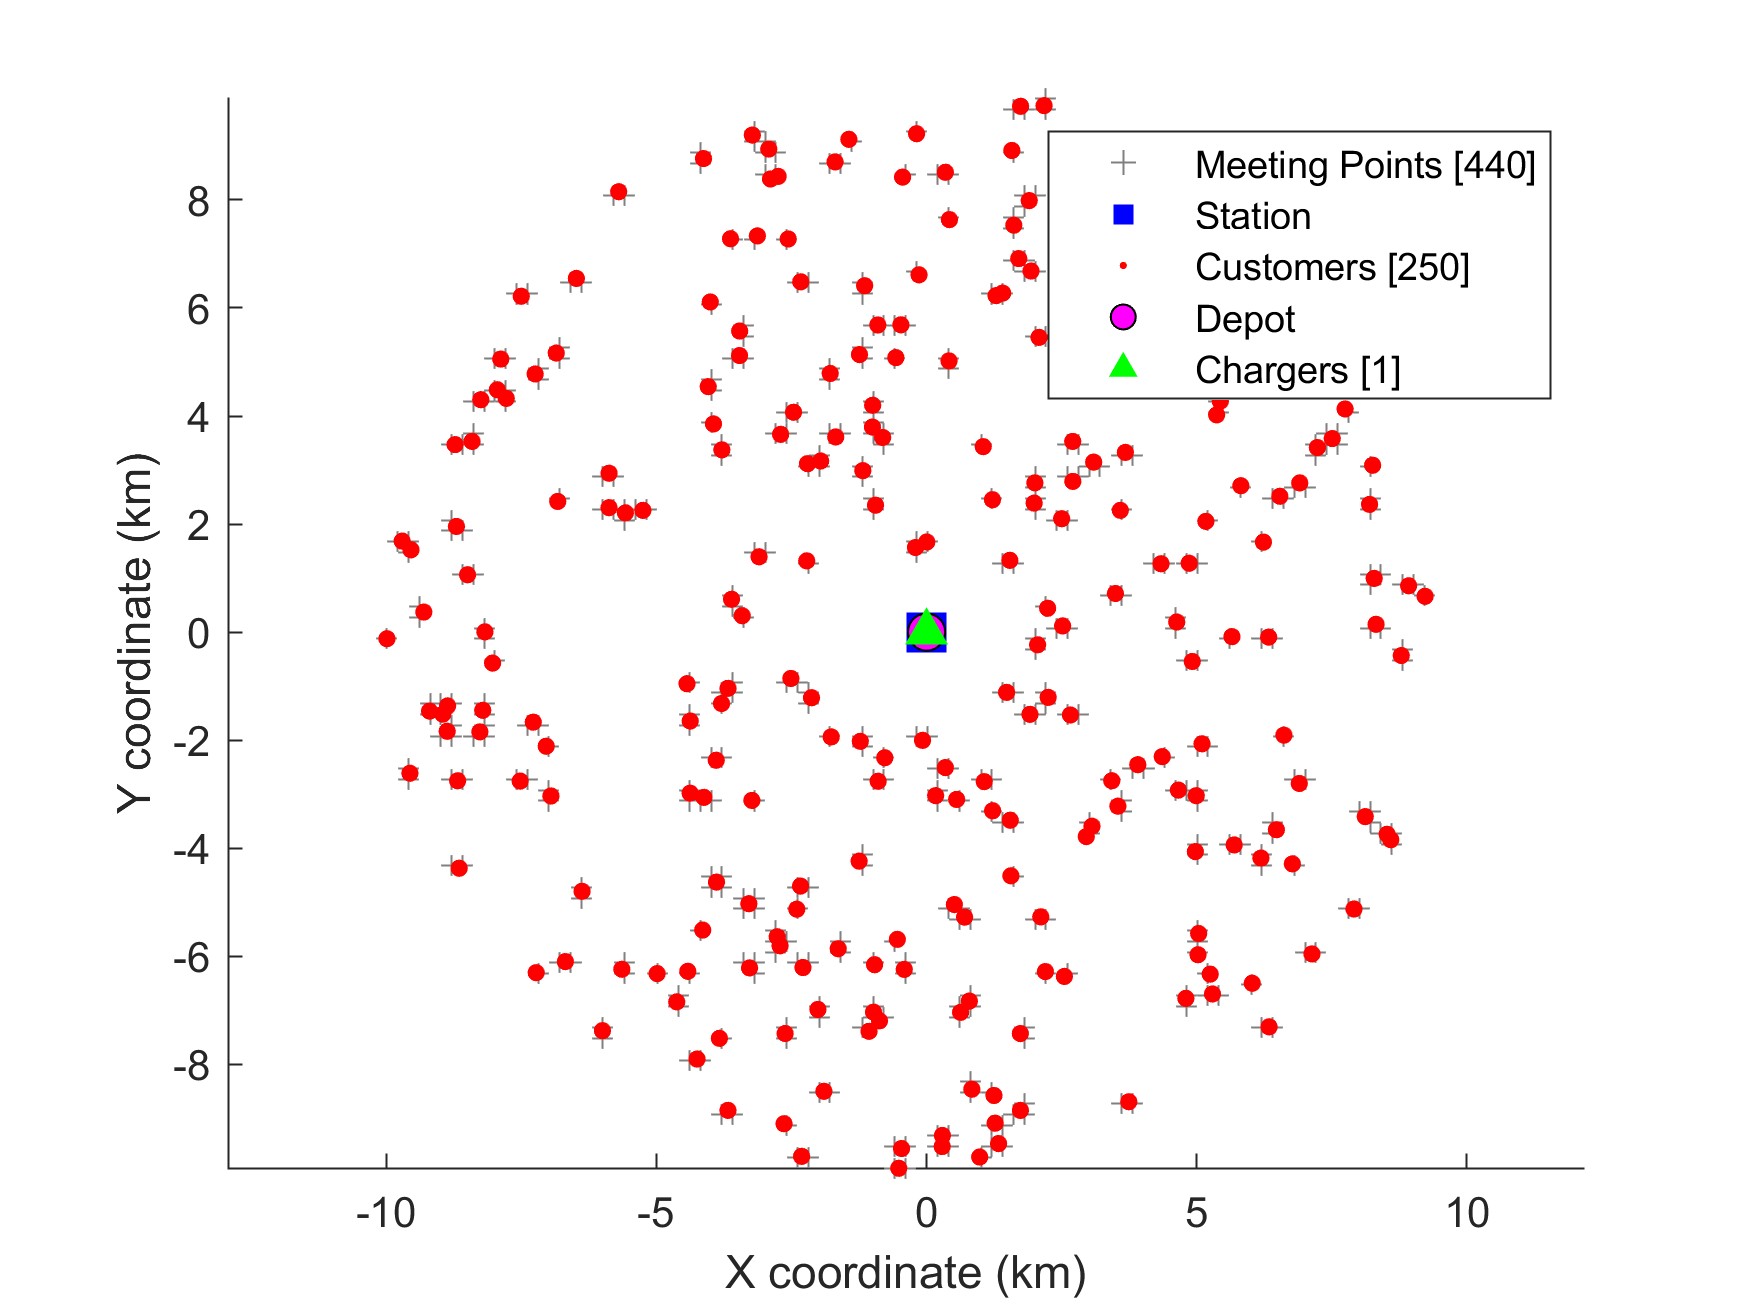 Meeting Points [440]
Station
Customers [250]
Depot
Chargers [1]
8
6
4
2
0
-2
-4
-6
-8
Y coordinate (km)
-10 -5 0 5 10
X coordinate (km)